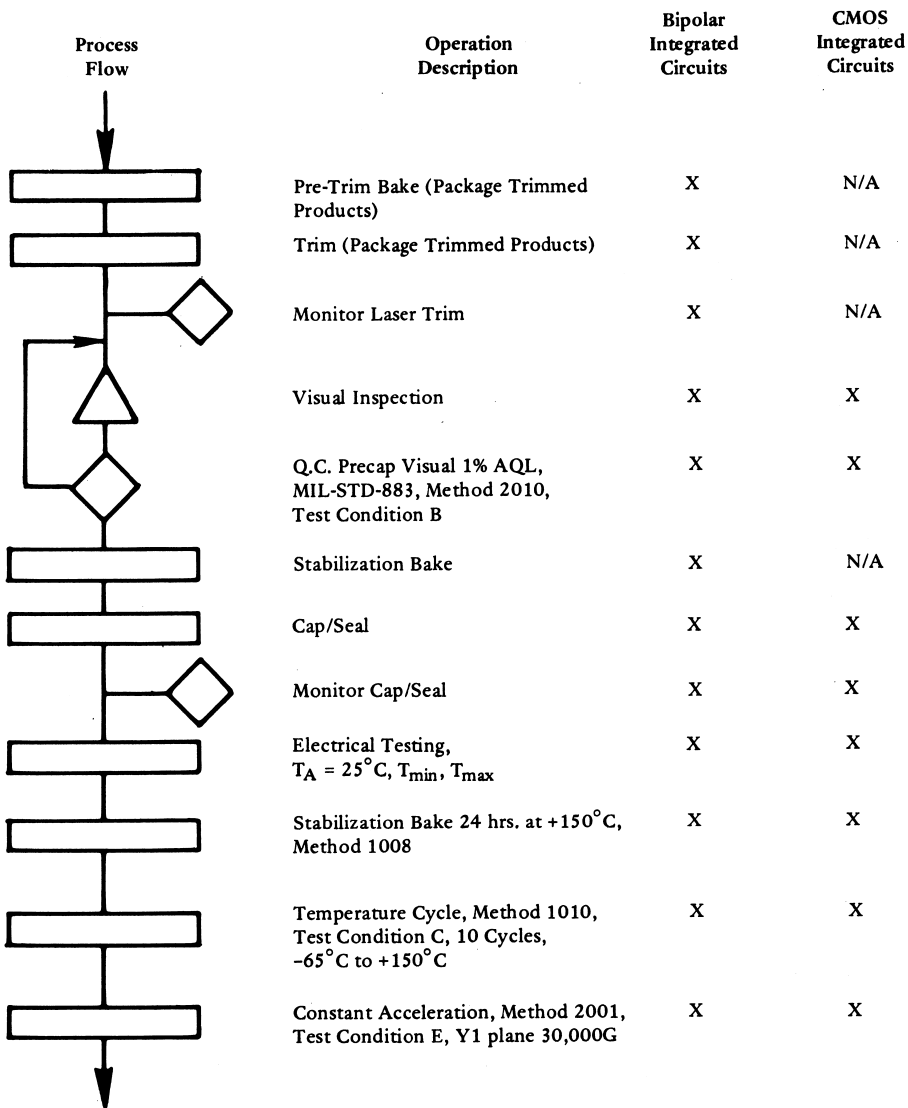 Process
Flow
Operation
Description
Bipolar
Integrated
Circuits
CMOS
Integrated
Circuits
Pre-Trim Bake (Package Trimmed X N/A
Products)
Trim (Package Trimmed Products) X N/A
Monitor Laser Trim X N/A
Visual Inspection X X
Q.C. Precap Visual 1% AQL, X X
MIL-STD-883, Method 2010,
Test Condition B
Stabilization Bake X N/A
Cap/Seal X X
Monitor Cap/Seal X X
Electrical Testing, X X
TA = 25°C, Tmin, Tmax
Stabilization Bake 24 hrs. at +150°C, X X
Method 1008
Temperature Cycle, Method 1010, X X
Test Condition C, 10 Cycles,
-65°C to +150°C
Constant Acceleration, Method 2001, X X
Test Condition E, Y1 plane 30,000G